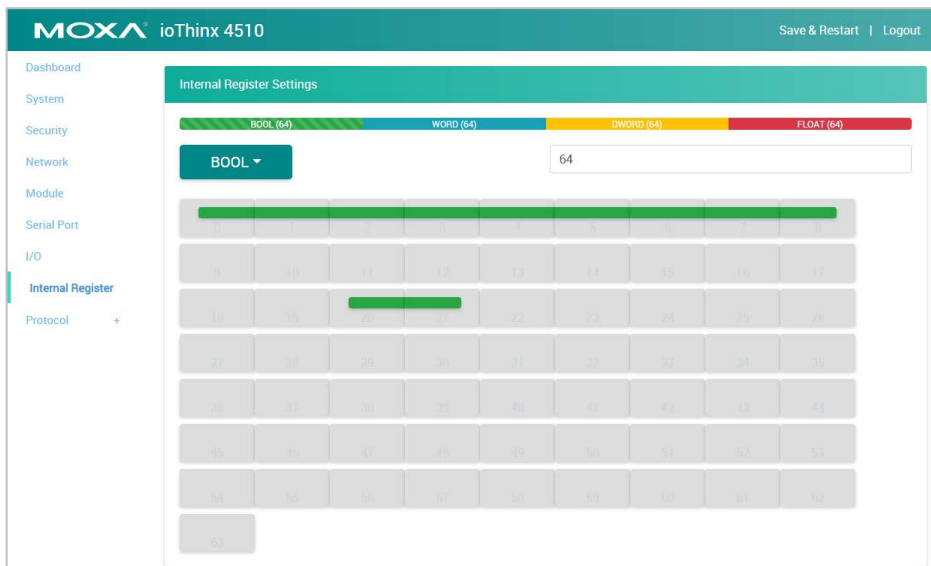 MOXA® ioThinx 4510 Save & Restart | Logout
Dashboard
System
Security
Network
Module
Serial Port
I/O
Internal Register
Protocol +
Internal Register Settings
BOOL (64) WORD (64) DWORD (64) FLOAT (64)
BOOL 64
0 1 2 3 4 5 6 7 8
9 10 11 12 13 14 15 16 17
18 19 20 21 22 23 24 25 26
27 28 29 30 31 32 33 34 35
36 37 38 39 40 41 42 43 44
45 46 47 48 49 50 51 52 53
54 55 56 57 58 59 60 61 62
63